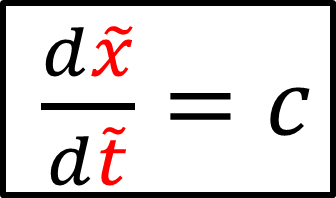 dx̃/dt̃ = c